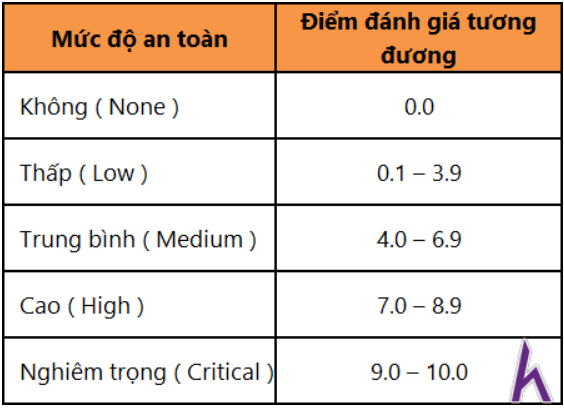 Mức độ an toàn
Điểm đánh giá tương
đương
Không ( None )
0.0
Thấp ( Low )
0.1 – 3.9
Trung bình ( Medium )
4.0 – 6.9
Cao ( High )
7.0 – 8.9
Nghiêm trọng ( Critical )
9.0 – 10.0